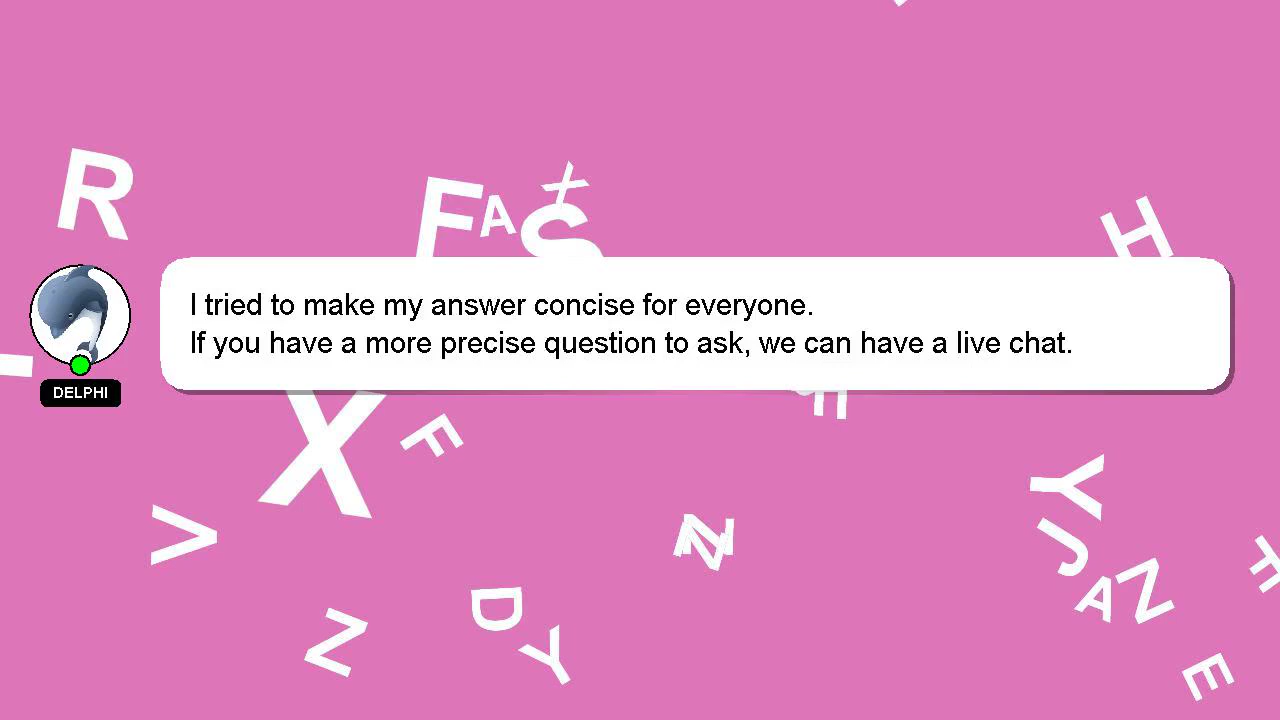 I tried to make my answer concise for everyone.
If you have a more precise question to ask, we can have a live chat.
DELPHI
R
F A S X
H
X
F
Y
J
A
Z
V
N
D
Y
Z
E